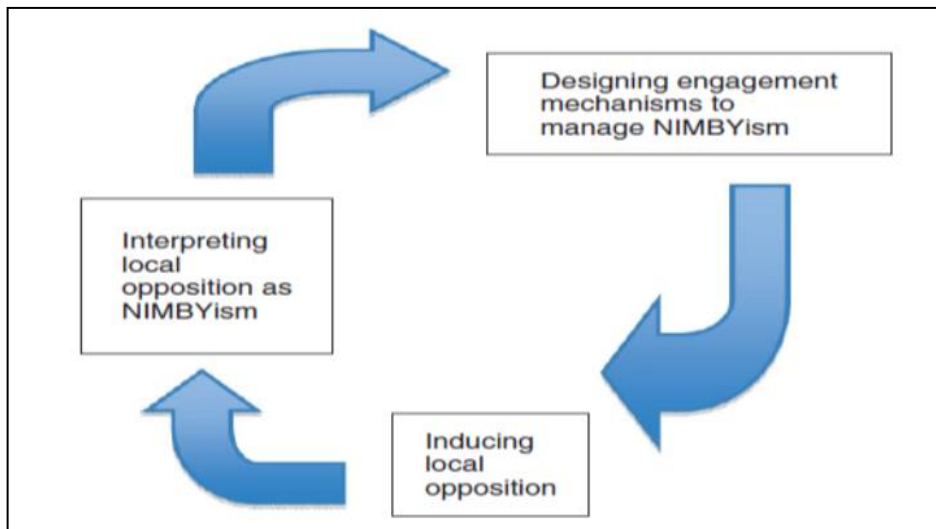 Designing engagement
mechanisms to
manage NIMBYism
Interpreting
local
opposition as
NIMBYism
Inducing
local
opposition